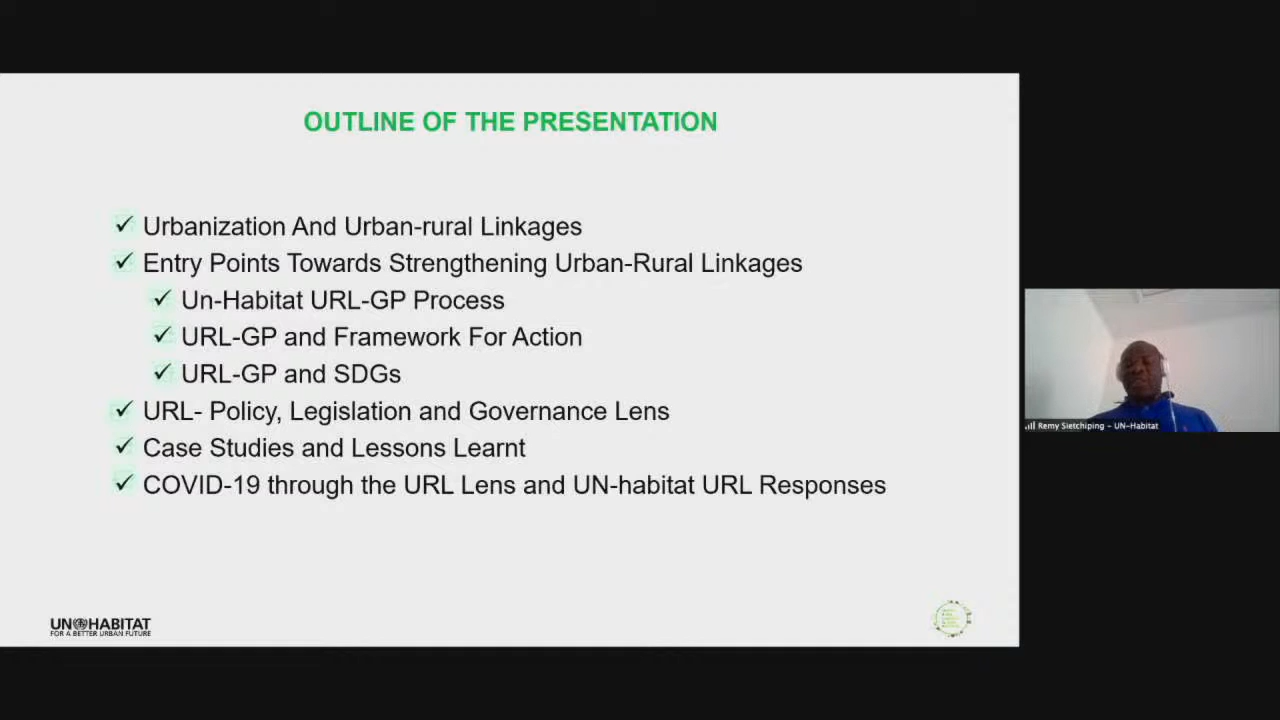 OUTLINE OF THE PRESENTATION
✓ Urbanization And Urban-rural Linkages
✓ Entry Points Towards Strengthening Urban-Rural Linkages
✓ Un-Habitat URL-GP Process
✓ URL-GP and Framework For Action
✓ URL-GP and SDGs
✓ URL- Policy, Legislation and Governance Lens
✓ Case Studies and Lessons Learnt
✓ COVID-19 through the URL Lens and UN-habitat URL Responses
Remy Sietchiping - UN-Habitat
UN HABITAT
FOR A BETTER URBAN FUTURE